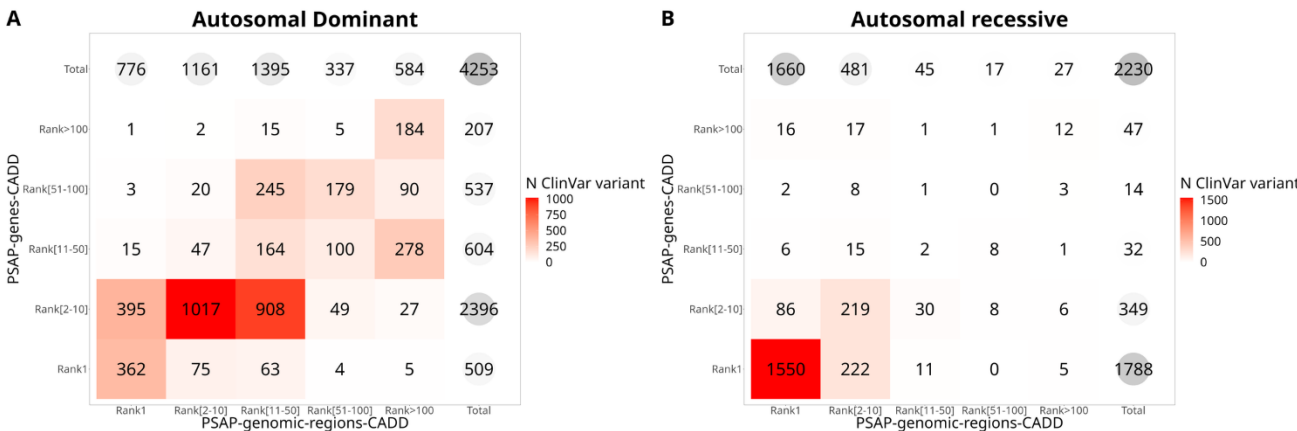 A
Autosomal Dominant
Total 776 1161 1395 337 584 4253
Rank>100 1 2 15 5 184 207
Rank[51-100] 3 20 245 179 90 537
Rank[11-50] 15 47 164 100 278 604
Rank[2-10] 395 1017 908 49 27 2396
Rank1 362 75 63 4 5 509
Rank1 Rank[2-10] Rank[11-50] Rank[51-100] Rank>100 Total
PSAP-genomic-regions-CADD
PSAP-genes-CADD
N ClinVar variant
1000
750
500
250
0
B
Autosomal recessive
Total 1660 481 45 17 27 2230
Rank>100 16 17 1 1 12 47
Rank[51-100] 2 8 1 0 3 14
Rank[11-50] 6 15 2 8 1 32
Rank[2-10] 86 219 30 8 6 349
Rank1 1550 222 11 0 5 1788
Rank1 Rank[2-10] Rank[11-50] Rank[51-100] Rank>100 Total
PSAP-genomic-regions-CADD
PSAP-genes-CADD
N ClinVar variant
1500
1000
500
0